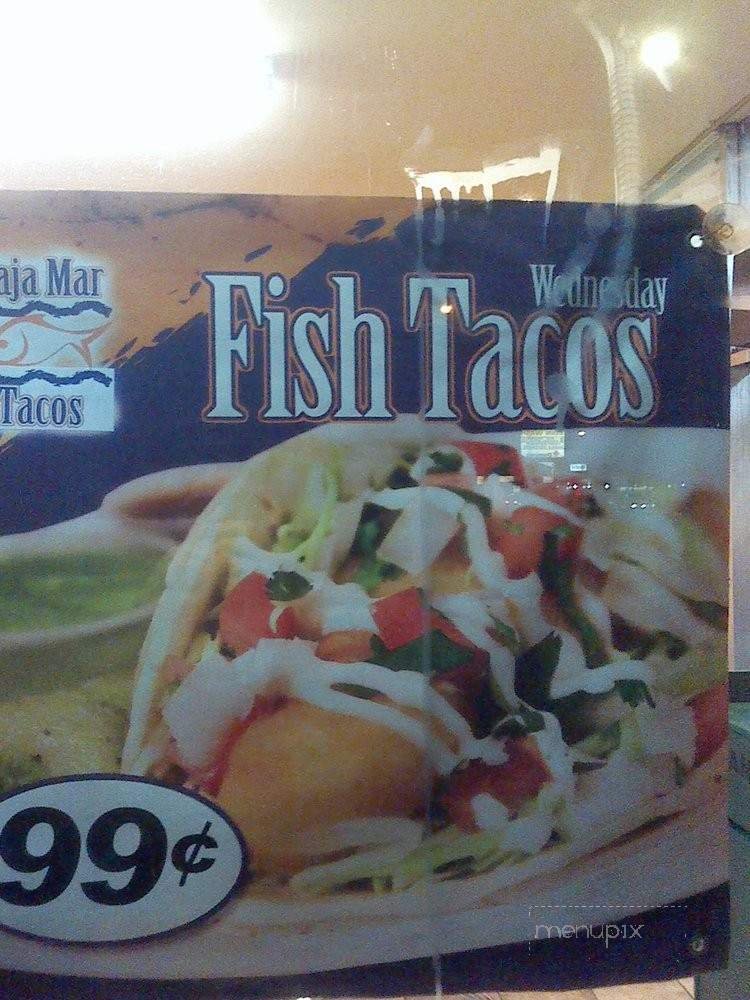 aja Mar
Tacos
Wednesday
Fish Tacos
99¢
menupix